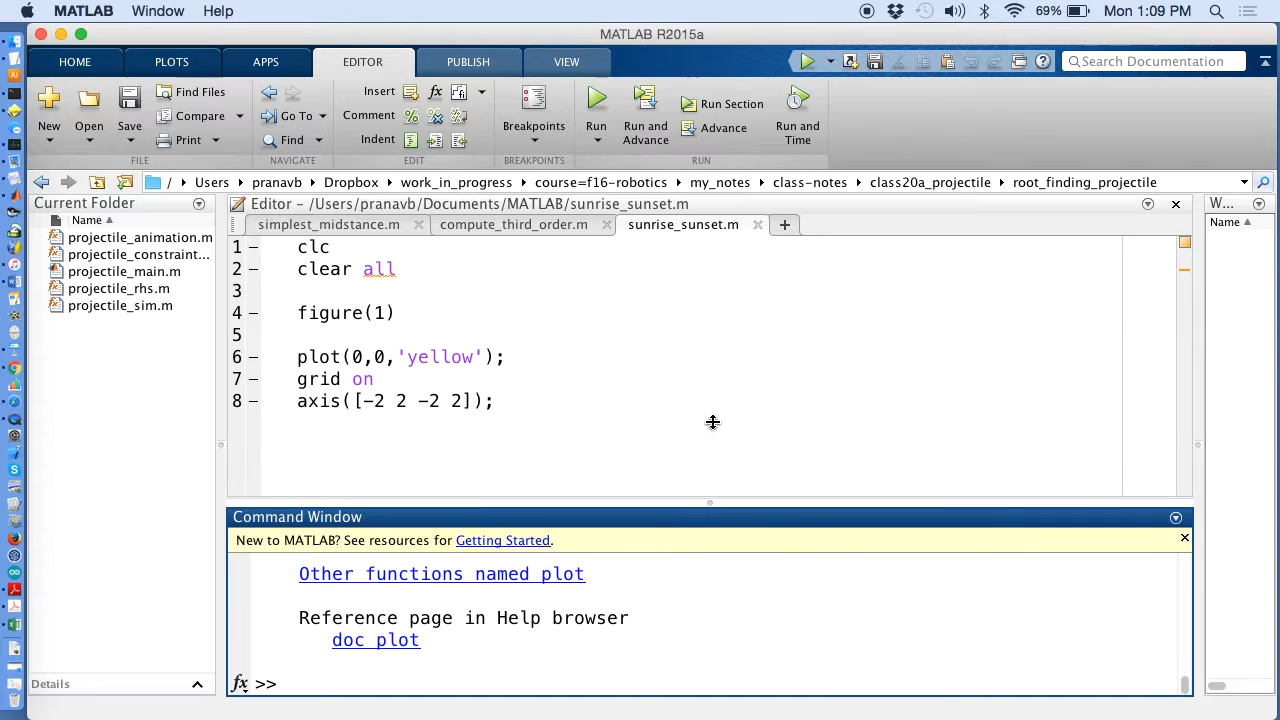 MATLAB Window Help 69% Mon 1:09 PM
MATLAB R2015a
HOME PLOTS APPS EDITOR PUBLISH VIEW Search Documentation
New Open Save Find Files Compare Print Go To Find Insert fx Comment % Indent Breakpoints Run Run and Advance Run Section Advance Run and Time
FILE NAVIGATE EDIT BREAKPOINTS RUN
/ Users pranavb Dropbox work_in_progress course=f16-robotics my_notes class-notes class20a_projectile root_finding_projectile
Current Folder
Name
projectile_animation.m
projectile_constraint...
projectile_main.m
projectile_rhs.m
projectile_sim.m
Details
Editor – /Users/pranavb/Documents/MATLAB/sunrise_sunset.m
simplest_midstance.m compute_third_order.m sunrise_sunset.m
1 – clc
2 – clear all
3
4 – figure(1)
5
6 – plot(0,0,'yellow');
7 – grid on
8 – axis([-2 2 -2 2]);
Command Window
New to MATLAB? See resources for Getting Started.
Other functions named plot
Reference page in Help browser
doc plot
fx >>
W...
Name